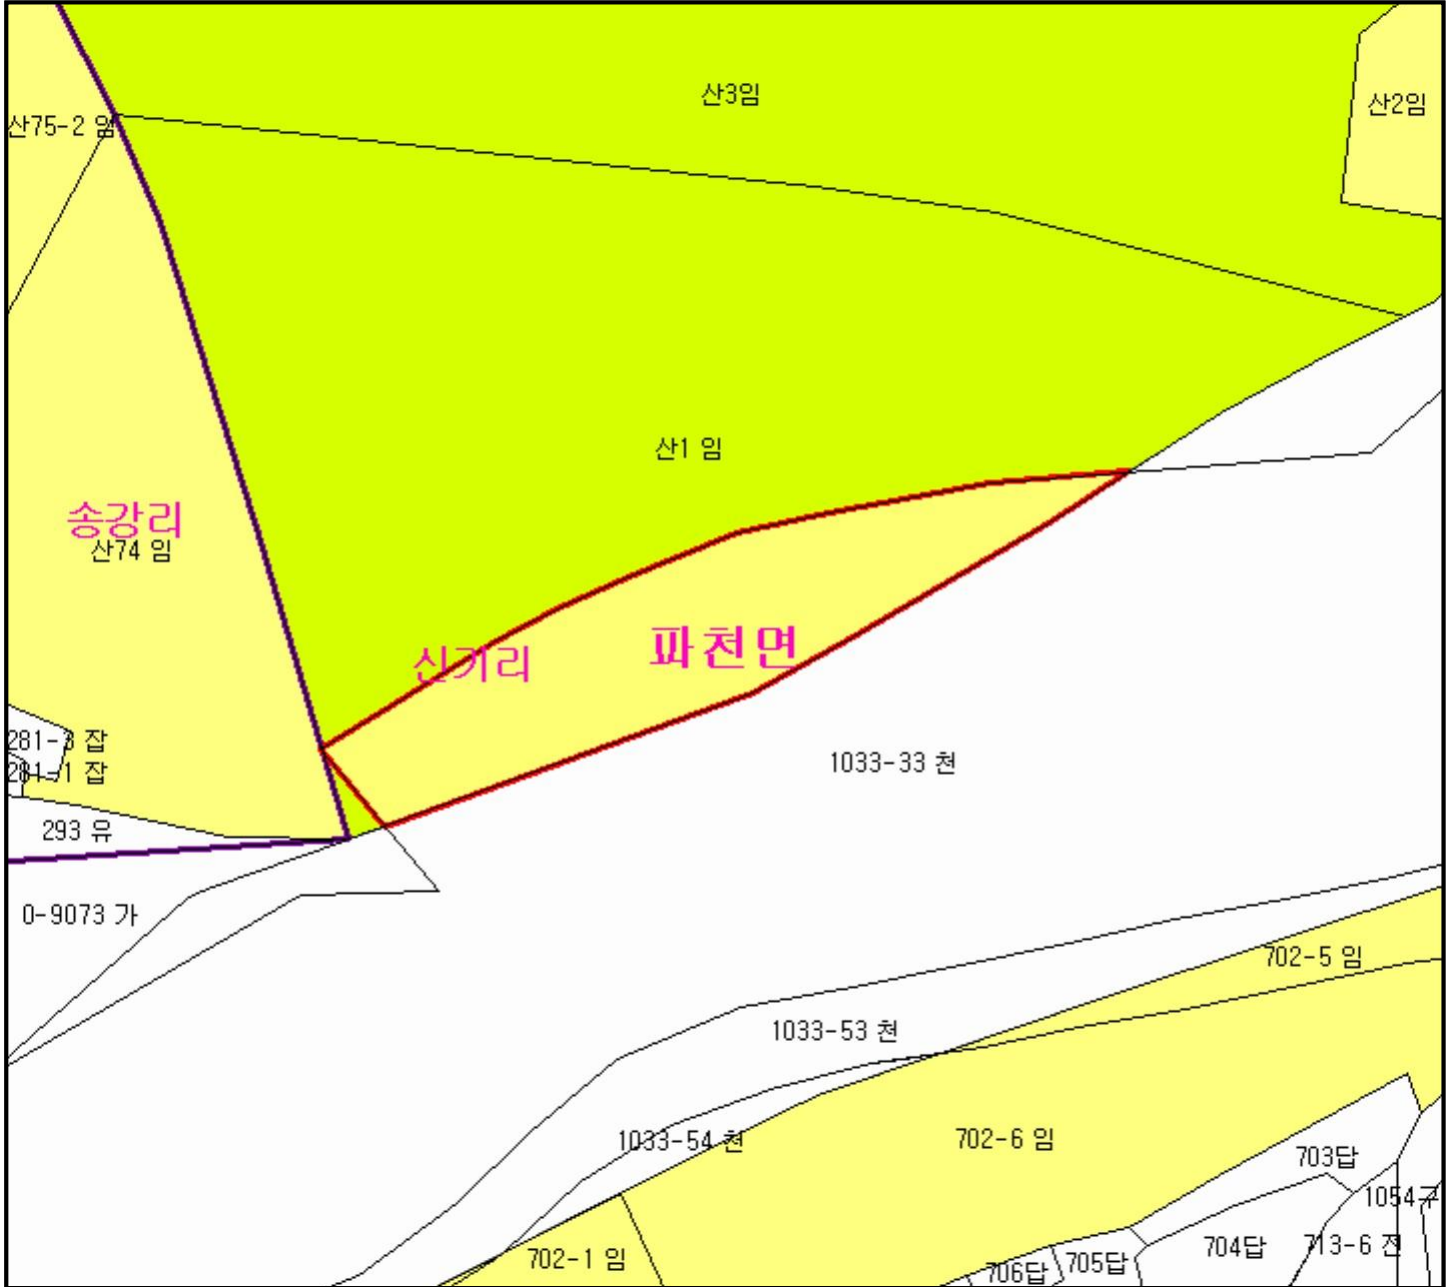 산3임
산2임
산75-2 임
산1 임
송강리
산74 임
파천면
신기리
281-3 잡
281-1 잡
1033-33 천
293 유
0-9073 가
702-5 임
1033-53 천
1033-54 천
702-6 임
703답
1054구
702-1 임
706답
705답
704답
713-6 전